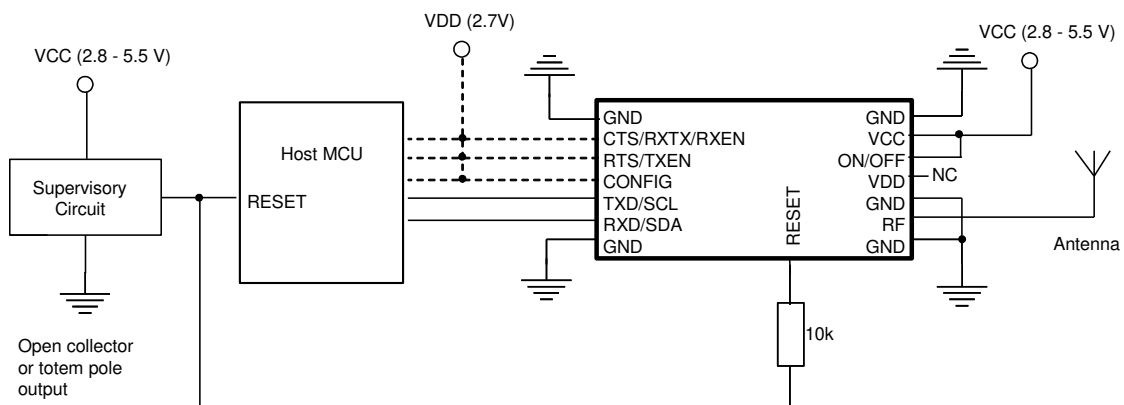 VDD (2.7V)
VCC (2.8 - 5.5 V)
VCC (2.8 - 5.5 V)
Host MCU
RESET
Supervisory
Circuit
GND
CTS/RXTX/RXEN
RTS/TXEN
CONFIG
TXD/SCL
RXD/SDA
GND
RESET
GND
VCC
ON/OFF
VDD
NC
GND
RF
GND
Antenna
10k
Open collector
or totem pole
output